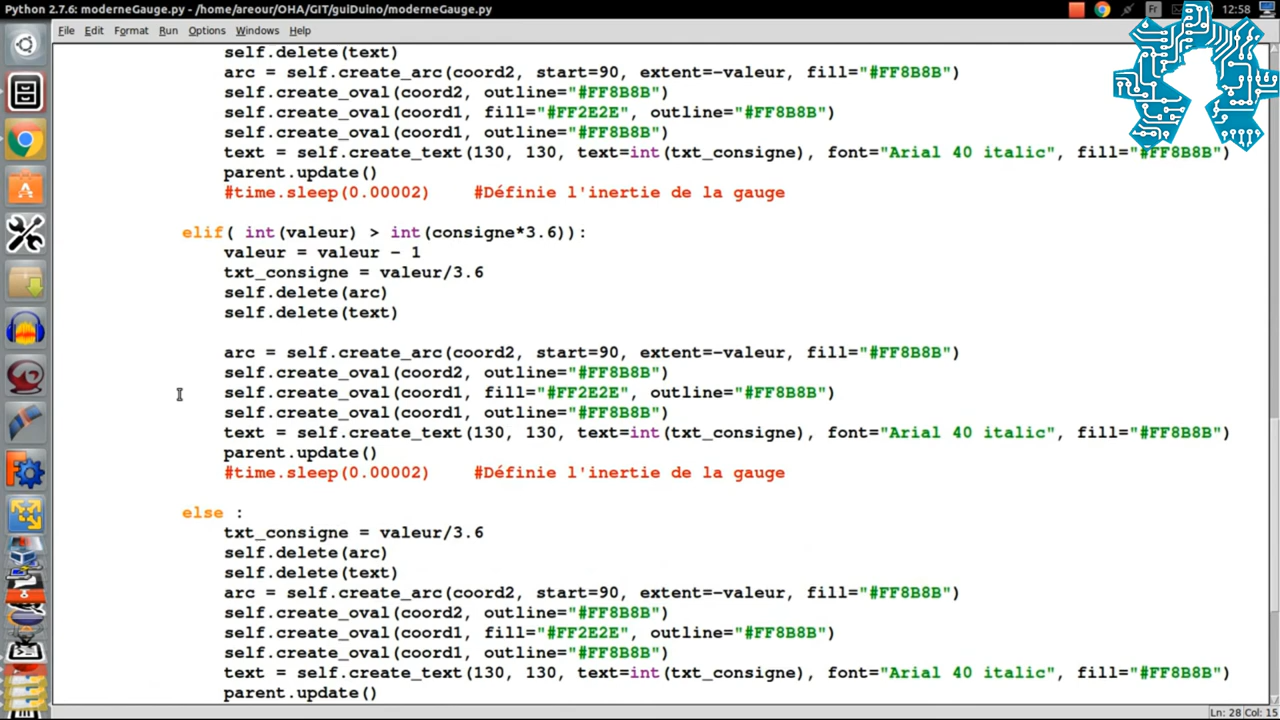 Python 2.7.6: moderneGauge.py - /home/areour/OHA/GIT/guiDuino/moderneGauge.py
Fr
12:58
File Edit Format Run Options Windows Help
self.delete(text)
arc = self.create_arc(coord2, start=90, extent=-valeur, fill="#FF8B8B")
self.create_oval(coord2, outline="#FF8B8B")
self.create_oval(coord1, fill="#FF2E2E", outline="#FF8B8B")
self.create_oval(coord1, outline="#FF8B8B")
text = self.create_text(130, 130, text=int(txt_consigne), font="Arial 40 italic", fill="#FF8B8B")
parent.update()
#time.sleep(0.00002) #Définie l'inertie de la gauge
elif( int(valeur) > int(consigne*3.6)):
valeur = valeur - 1
txt_consigne = valeur/3.6
self.delete(arc)
self.delete(text)
arc = self.create_arc(coord2, start=90, extent=-valeur, fill="#FF8B8B")
self.create_oval(coord2, outline="#FF8B8B")
self.create_oval(coord1, fill="#FF2E2E", outline="#FF8B8B")
self.create_oval(coord1, outline="#FF8B8B")
text = self.create_text(130, 130, text=int(txt_consigne), font="Arial 40 italic", fill="#FF8B8B")
parent.update()
#time.sleep(0.00002) #Définie l'inertie de la gauge
else :
txt_consigne = valeur/3.6
self.delete(arc)
self.delete(text)
arc = self.create_arc(coord2, start=90, extent=-valeur, fill="#FF8B8B")
self.create_oval(coord2, outline="#FF8B8B")
self.create_oval(coord1, fill="#FF2E2E", outline="#FF8B8B")
self.create_oval(coord1, outline="#FF8B8B")
text = self.create_text(130, 130, text=int(txt_consigne), font="Arial 40 italic", fill="#FF8B8B")
parent.update()
Ln: 28 Col: 15